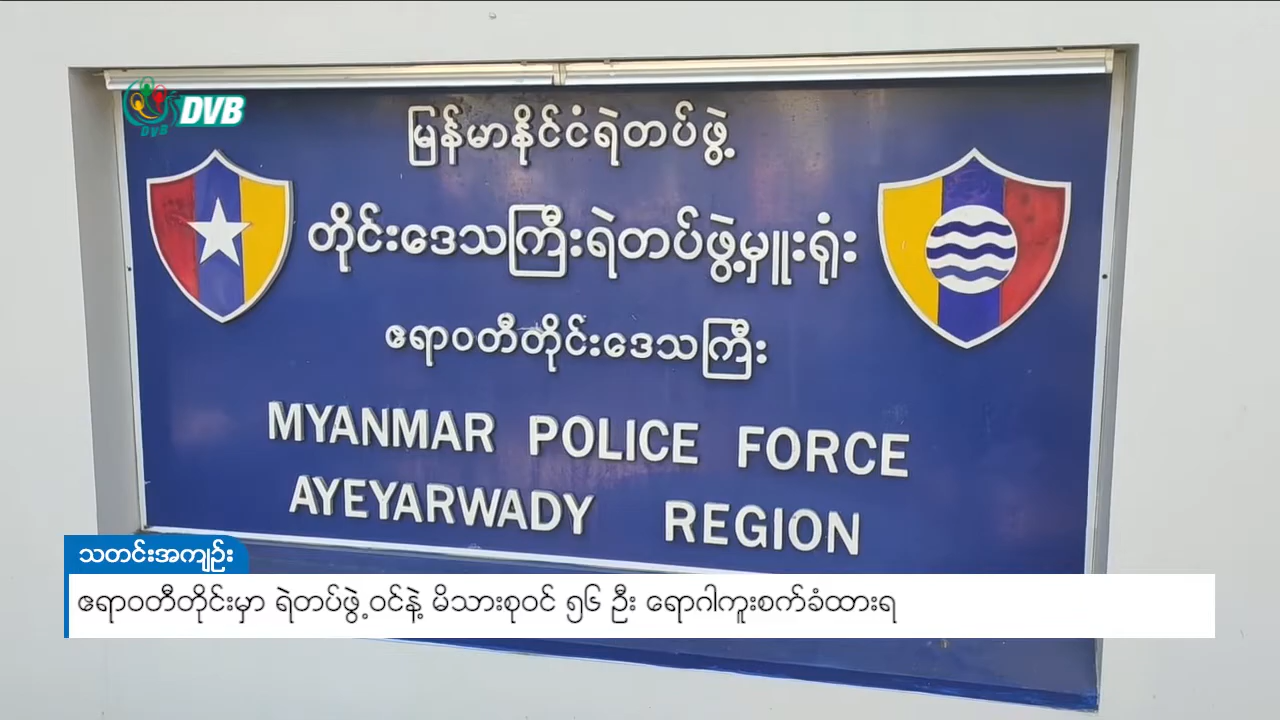 DVB
DVB
မြန်မာနိုင်ငံရဲတပ်ဖွဲ့
တိုင်းဒေသကြီးရဲတပ်ဖွဲ့မှူးရုံး
ဧရာဝတီတိုင်းဒေသကြီး
MYANMAR POLICE FORCE
AYEYARWADY REGION
သတင်းအကျဉ်း
ဧရာဝတီတိုင်းမှာ ရဲတပ်ဖွဲ့ဝင်နဲ့ မိသားစုဝင် ၅၆ ဦး ရောဂါကူးစက်ခံထားရ